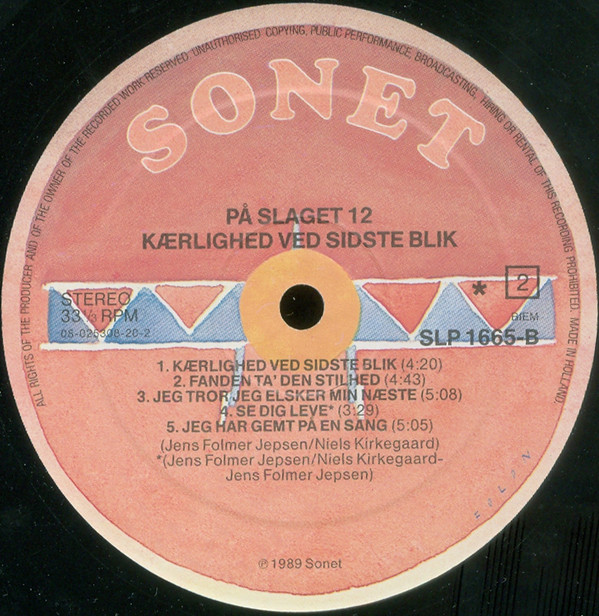 ALL RIGHTS OF THE PRODUCER AND OF THE OWNER OF THE RECORDED WORK RESERVED. UNAUTHORISED COPYING, PUBLIC PERFORMANCE, BROADCASTING, HIRING OR RENTAL OF THIS RECORDING PROHIBITED. MADE IN HOLLAND.
SONET
PÅ SLAGET 12
KÆRLIGHED VED SIDSTE BLIK
STEREO
33 1/3 RPM
08-025308-20-2
* 2
BIEM
SLP 1665-B
1. KÆRLIGHED VED SIDSTE BLIK (4:20)
2. FANDEN TA' DEN STILHED (4:43)
3. JEG TROR JEG ELSKER MIN NÆSTE (5:08)
4. SE DIG LEVE* (3:29)
5. JEG HAR GEMT PÅ EN SANG (5:05)
(Jens Folmer Jepsen/Niels Kirkegaard)
*(Jens Folmer Jepsen/Niels Kirkegaard-
Jens Folmer Jepsen)
FOLON
℗ 1989 Sonet